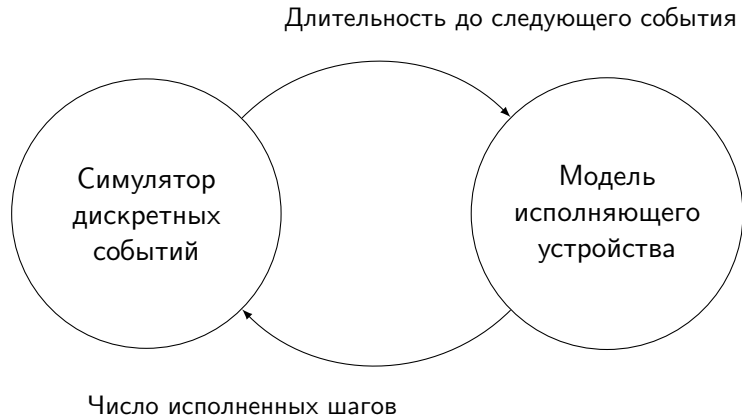 Длительность до следующего события
Симулятор
дискретных
событий
Модель
исполняющего
устройства
Число исполненных шагов